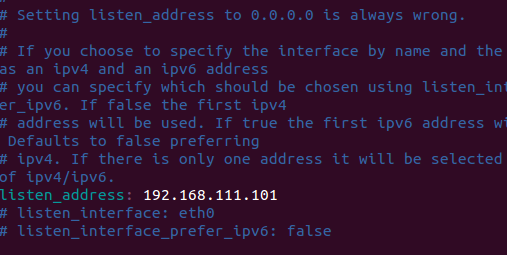 # Setting listen_address to 0.0.0.0 is always wrong.
#
# If you choose to specify the interface by name and the
as an ipv4 and an ipv6 address
# you can specify which should be chosen using listen_int
er_ipv6. If false the first ipv4
# address will be used. If true the first ipv6 address wi
Defaults to false preferring
# ipv4. If there is only one address it will be selected
of ipv4/ipv6.
listen_address: 192.168.111.101
# listen_interface: eth0
# listen_interface_prefer_ipv6: false